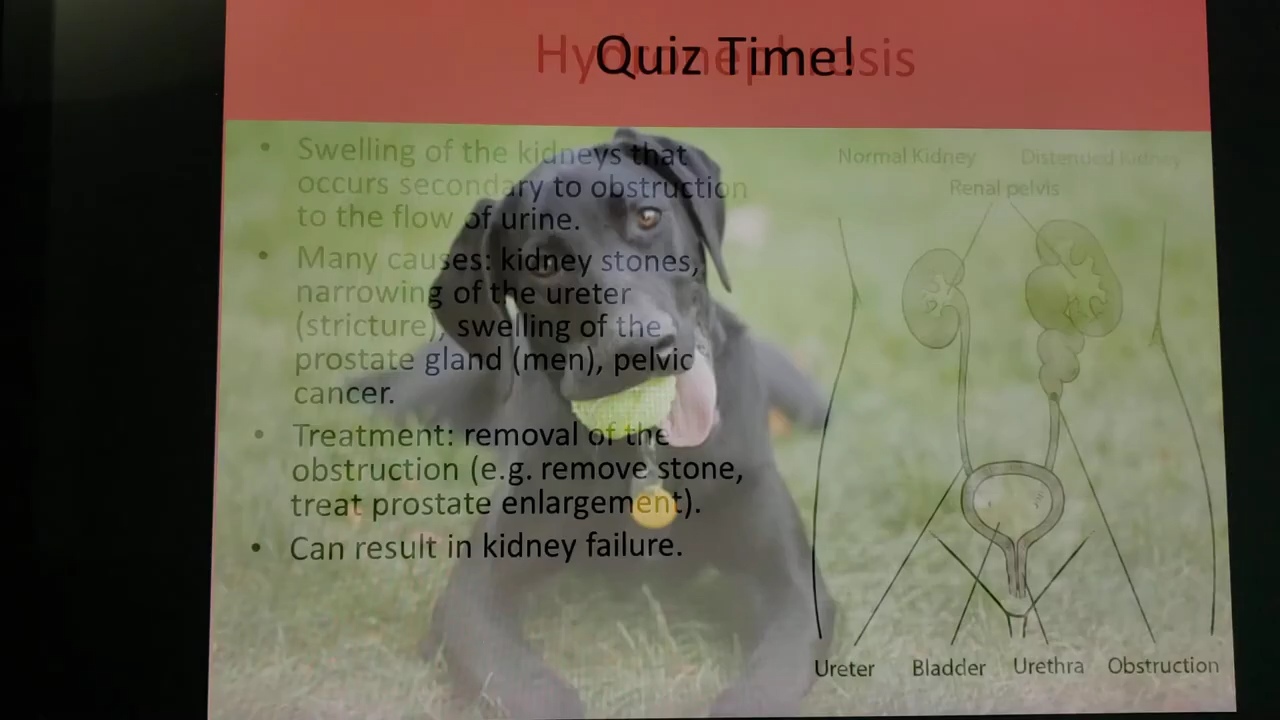 Hydronephrosis
Quiz Time!
• Swelling of the kidneys that
occurs secondary to obstruction
to the flow of urine.
• Many causes: kidney stones,
narrowing of the ureter
(stricture), swelling of the
prostate gland (men), pelvic
cancer.
• Treatment: removal of the
obstruction (e.g. remove stone,
treat prostate enlargement).
• Can result in kidney failure.
Normal Kidney Distended Kidney
Renal pelvis
Ureter Bladder Urethra Obstruction